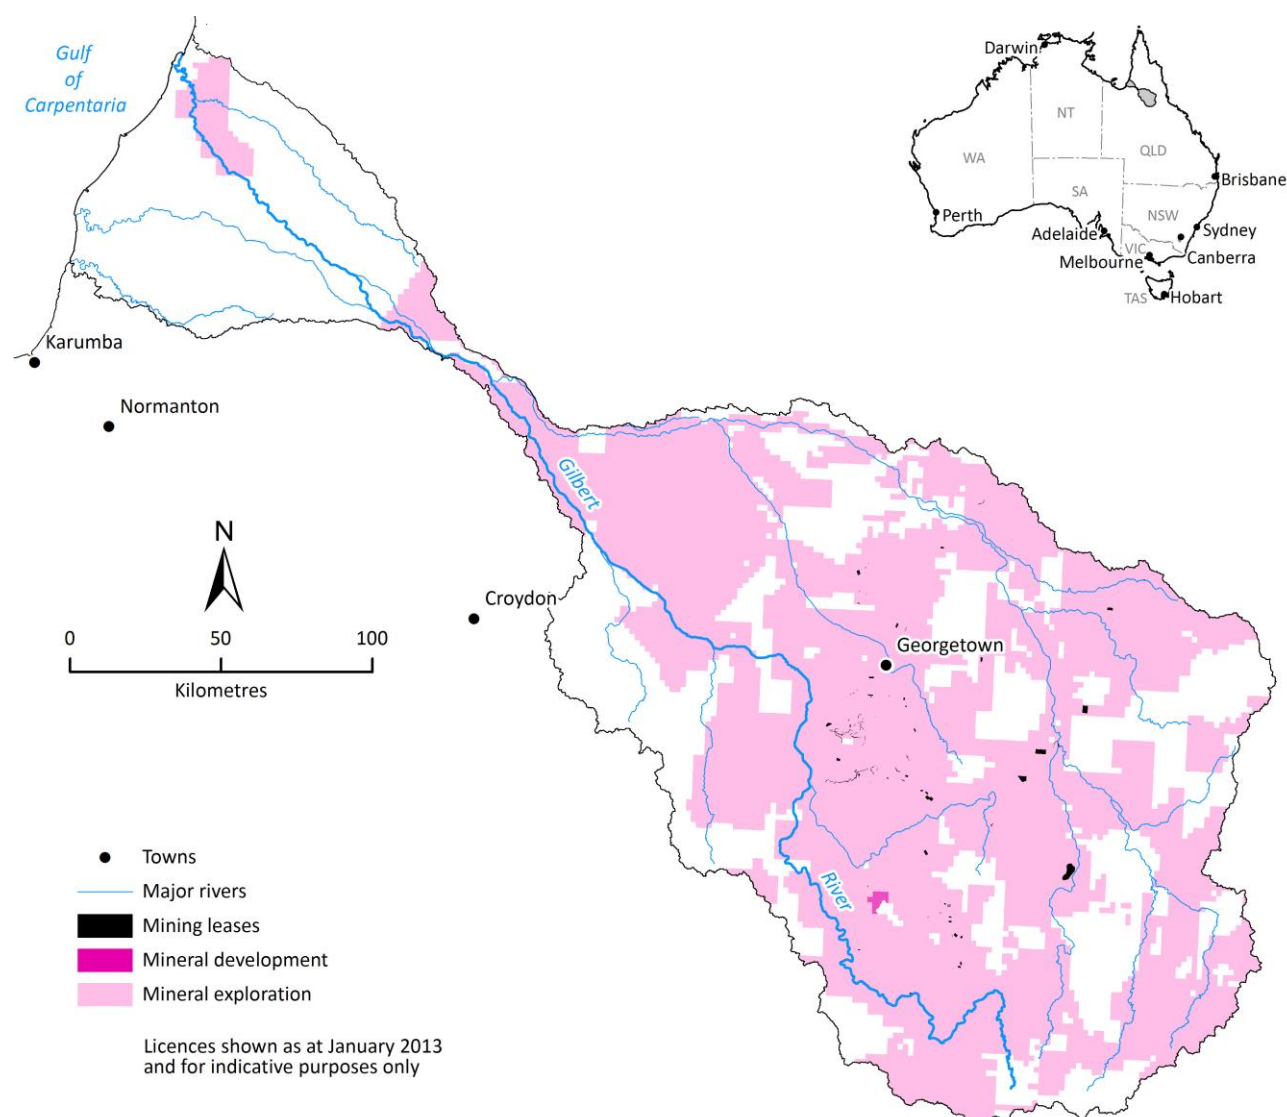 Gulf
of
Carpentaria
Karumba
Normanton
N
Croydon
0 50 100
Kilometres
Gilbert
River
Georgetown
Darwin
NT
WA
QLD
SA
Brisbane
Perth
NSW
Adelaide
Sydney
VIC
Melbourne
Canberra
TAS
Hobart
Towns
Major rivers
Mining leases
Mineral development
Mineral exploration
Licences shown as at January 2013
and for indicative purposes only